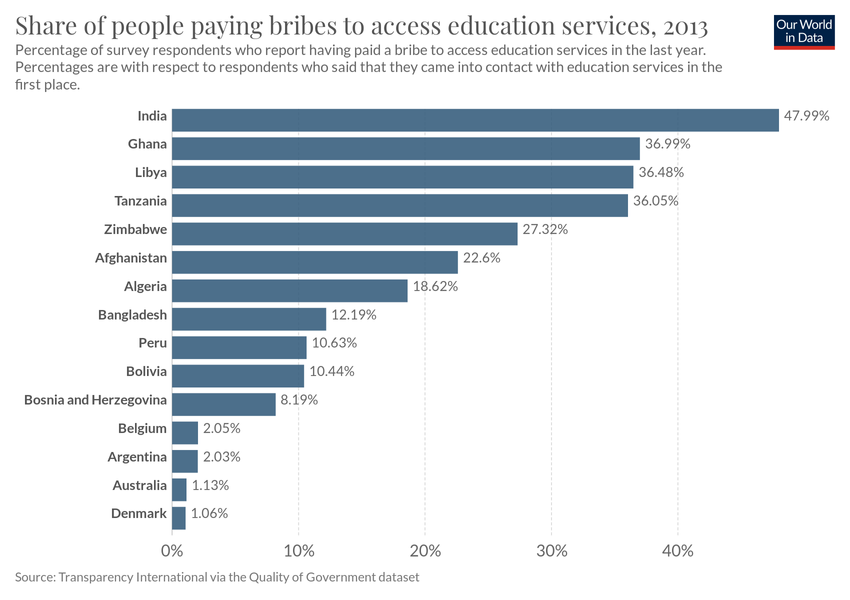 Share of people paying bribes to access education services, 2013
Our World
in Data
Percentage of survey respondents who report having paid a bribe to access education services in the last year.
Percentages are with respect to respondents who said that they came into contact with education services in the
first place.
India 47.99%
Ghana 36.99%
Libya 36.48%
Tanzania 36.05%
Zimbabwe 27.32%
Afghanistan 22.6%
Algeria 18.62%
Bangladesh 12.19%
Peru 10.63%
Bolivia 10.44%
Bosnia and Herzegovina 8.19%
Belgium 2.05%
Argentina 2.03%
Australia 1.13%
Denmark 1.06%
0% 10% 20% 30% 40%
Source: Transparency International via the Quality of Government dataset